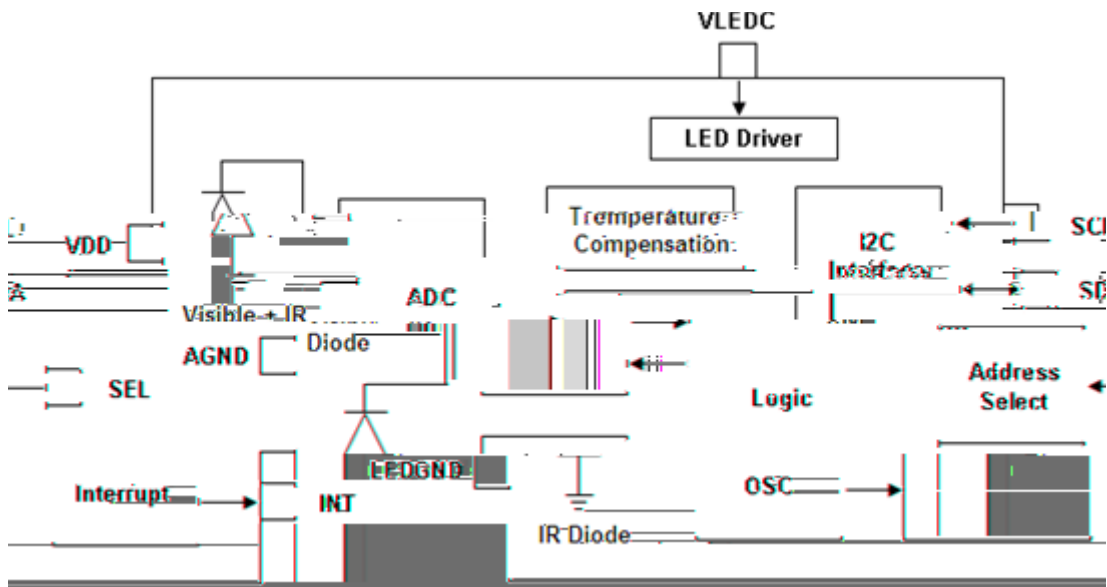 VLEDC
LED Driver
Tremperature
Compensation
I2C
SCL
VDD
ADC
SD
Visible + IR
Diode
AGND
SEL
Logic
Address
Select
LEDGND
Interrupt
INT
OSC
IR Diode